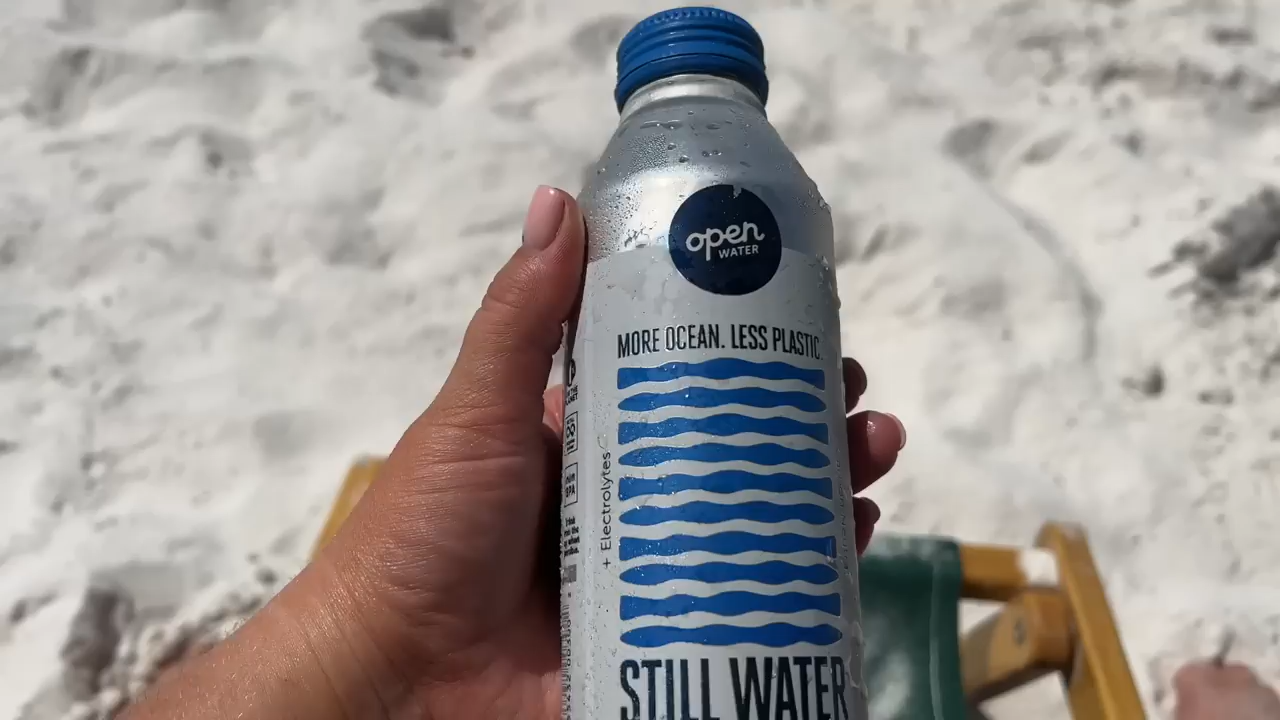 open
WATER
MORE OCEAN. LESS PLASTIC.
+ Electrolytes
STILL WATER